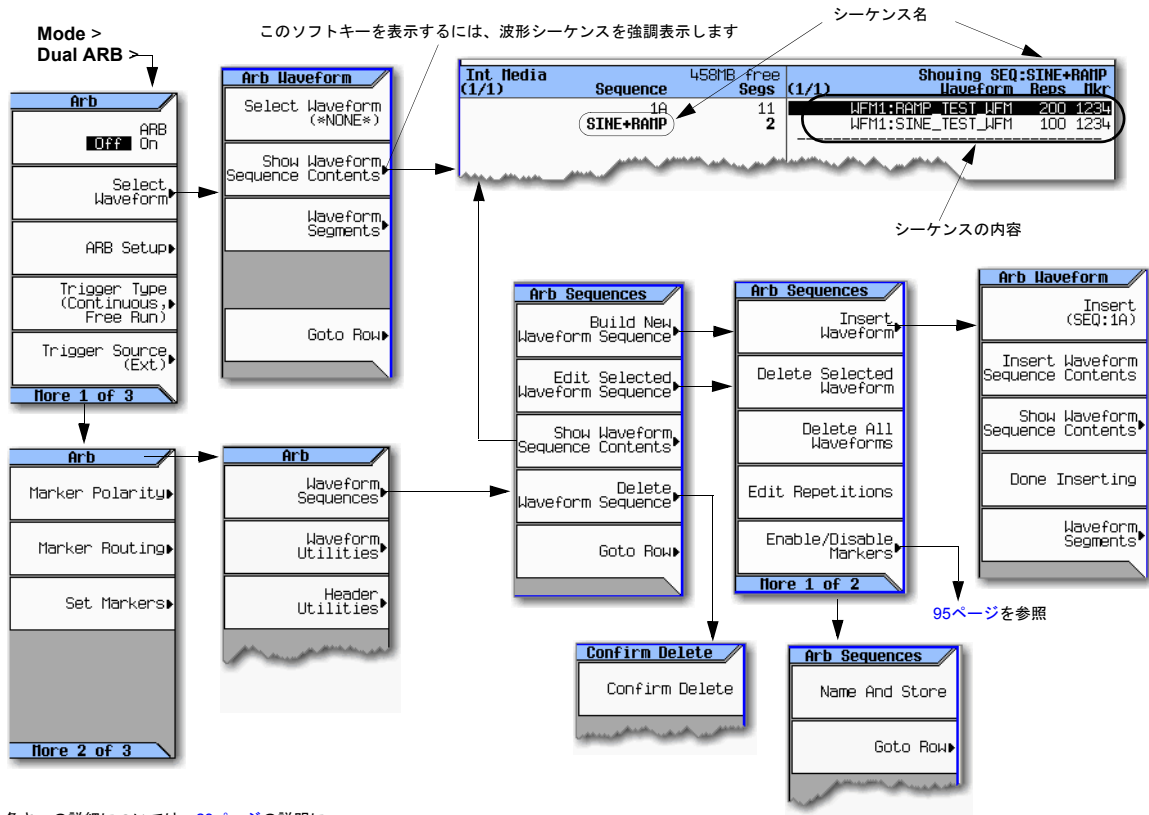 Mode >
Dual ARB >
このソフトキーを表示するには、波形シーケンスを強調表示します
シーケンス名
Arb
ARB
Off On
Select
Waveform
ARB Setup
Trigger Type
(Continuous,
Free Run)
Trigger Source
(Ext)
More 1 of 3
Arb Waveform
Select Waveform
(*NONE*)
Show Waveform
Sequence Contents
Waveform
Segments
Goto Row
Int Media 458MB free
(1/1) Sequence Segs
1A 11
SINE+RAMP 2
Showing SEQ:SINE+RAMP
(1/1) Waveform Reps Mkr
WFM1:RAMP_TEST_WFM 200 1234
WFM1:SINE_TEST_WFM 100 1234
シーケンスの内容
Arb
Marker Polarity
Marker Routing
Set Markers
More 2 of 3
Arb
Waveform
Sequences
Waveform
Utilities
Header
Utilities
Arb Sequences
Build New
Waveform Sequence
Edit Selected
Waveform Sequence
Show Waveform
Sequence Contents
Delete
Waveform Sequence
Goto Row
Arb Sequences
Insert
Waveform
Delete Selected
Waveform
Delete All
Waveforms
Edit Repetitions
Enable/Disable
Markers
More 1 of 2
Arb Waveform
Insert
(SEQ:1A)
Insert Waveform
Sequence Contents
Show Waveform
Sequence Contents
Done Inserting
Waveform
Segments
95ページを参照
Confirm Delete
Confirm Delete
Arb Sequences
Name And Store
Goto Row